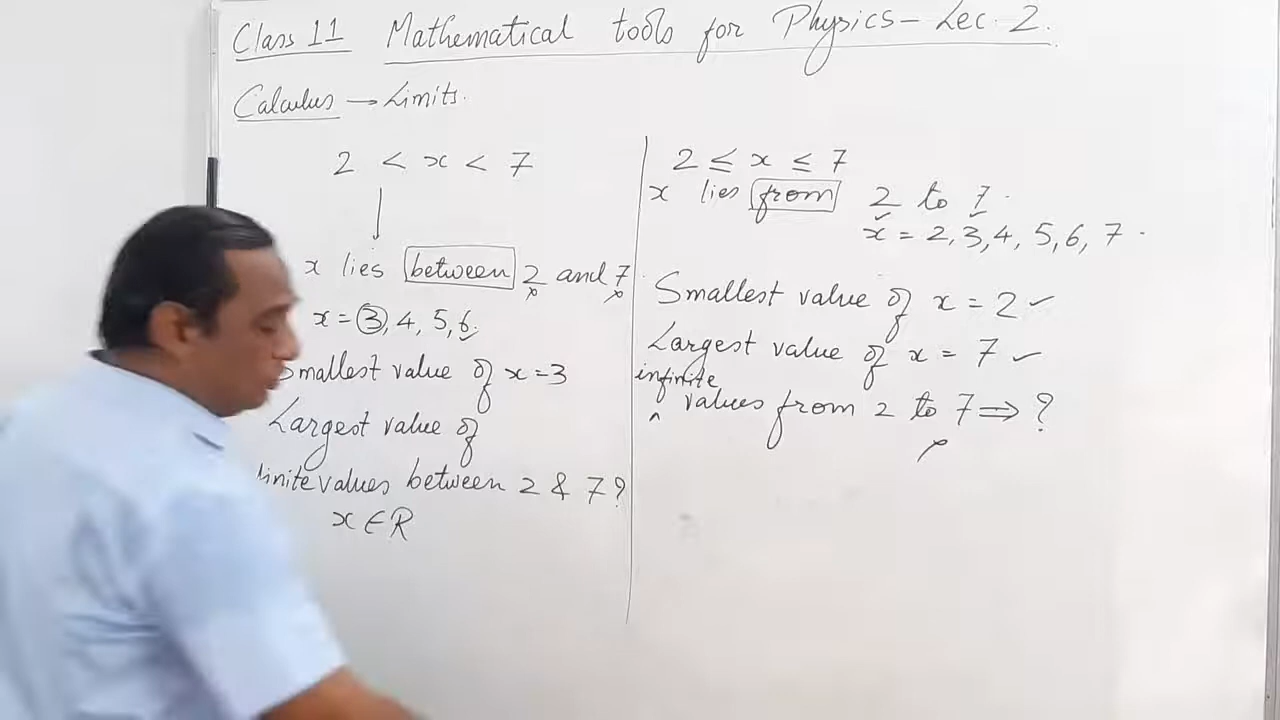 Class 11 Mathematical tools for Physics - Lec. 2.
Calculus → Limits.
2 < x < 7
x lies between 2 and 7.
x = 3, 4, 5, 6.
Smallest value of x = 3
Largest value of
values between 2 & 7?
x ∈ R
2 ≤ x ≤ 7
x lies from 2 to 7.
x = 2, 3, 4, 5, 6, 7.
Smallest value of x = 2 ✓
Largest value of x = 7 ✓
infinite
^ values from 2 to 7 ⇒ ?